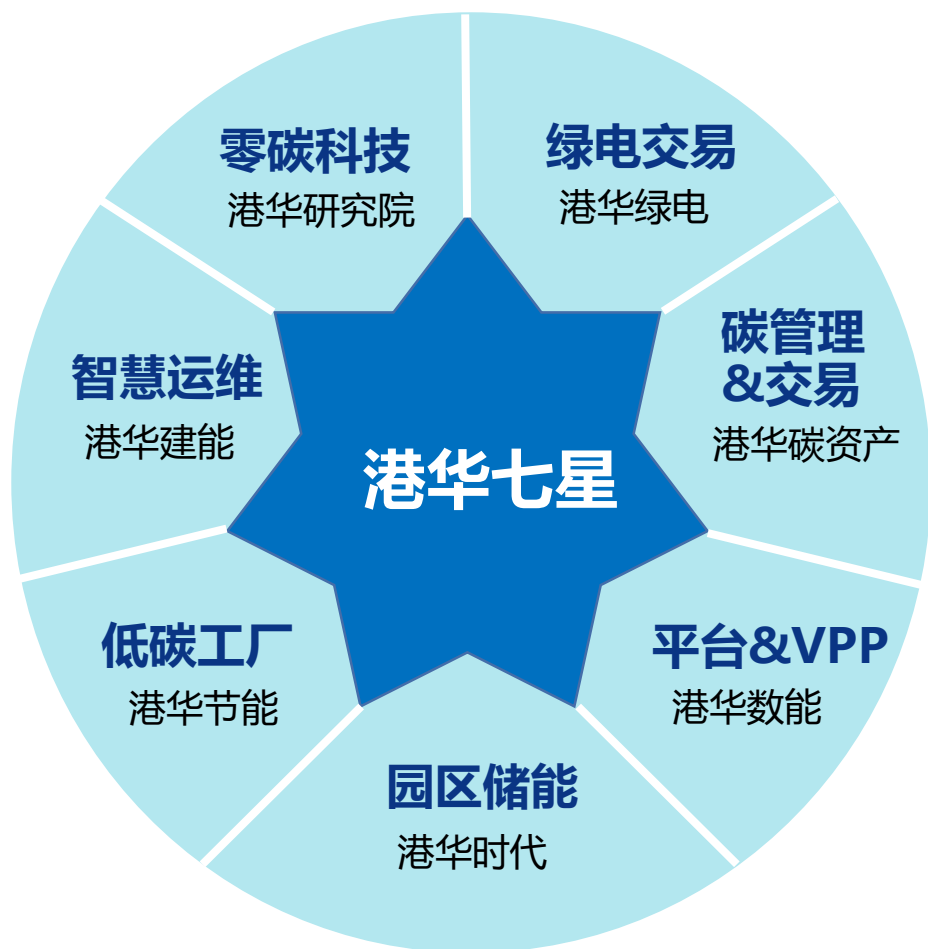 零碳科技
港华研究院
绿电交易
港华绿电
碳管理
&交易
港华碳资产
平台&VPP
港华数能
园区储能
港华时代
低碳工厂
港华节能
智慧运维
港华建能
港华七星